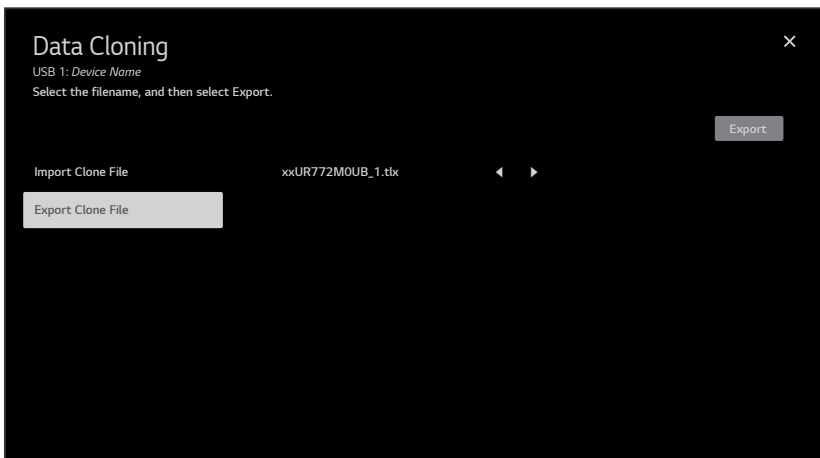 Data Cloning
USB 1: Device Name
Select the filename, and then select Export.
Export
Import Clone File
xxUR772M0UB_1.tlx
Export Clone File